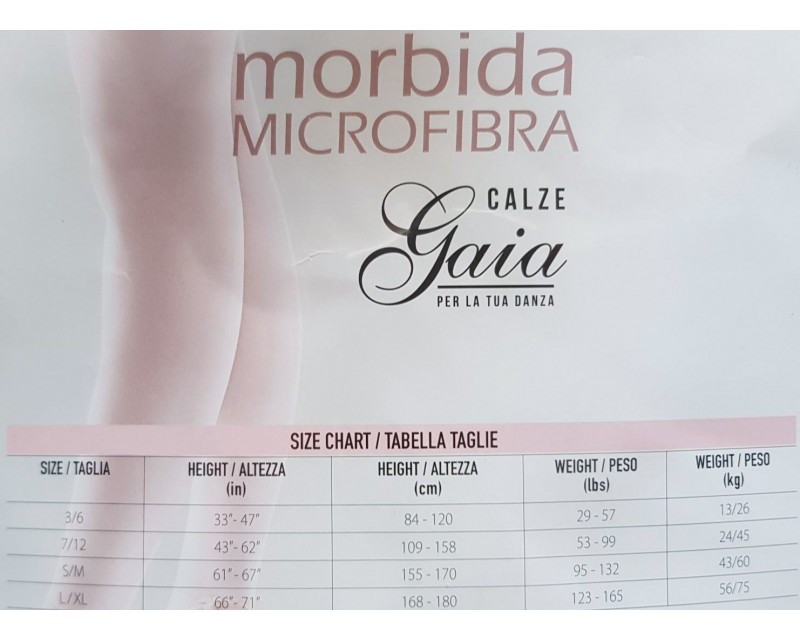 morbida
MICROFIBRA
CALZE
Gaia
PER LA TUA DANZA
SIZE CHART / TABELLA TAGLIE
SIZE / TAGLIA HEIGHT / ALTEZZA (in) HEIGHT / ALTEZZA (cm) WEIGHT / PESO (lbs) WEIGHT / PESO (kg)
3/6 33"- 47" 84 - 120 29 - 57 13/26
7/12 43"- 62" 109 - 158 53 - 99 24/45
S/M 61"- 67" 155 - 170 95 - 132 43/60
L/XL 66"- 71" 168 - 180 123 - 165 56/75